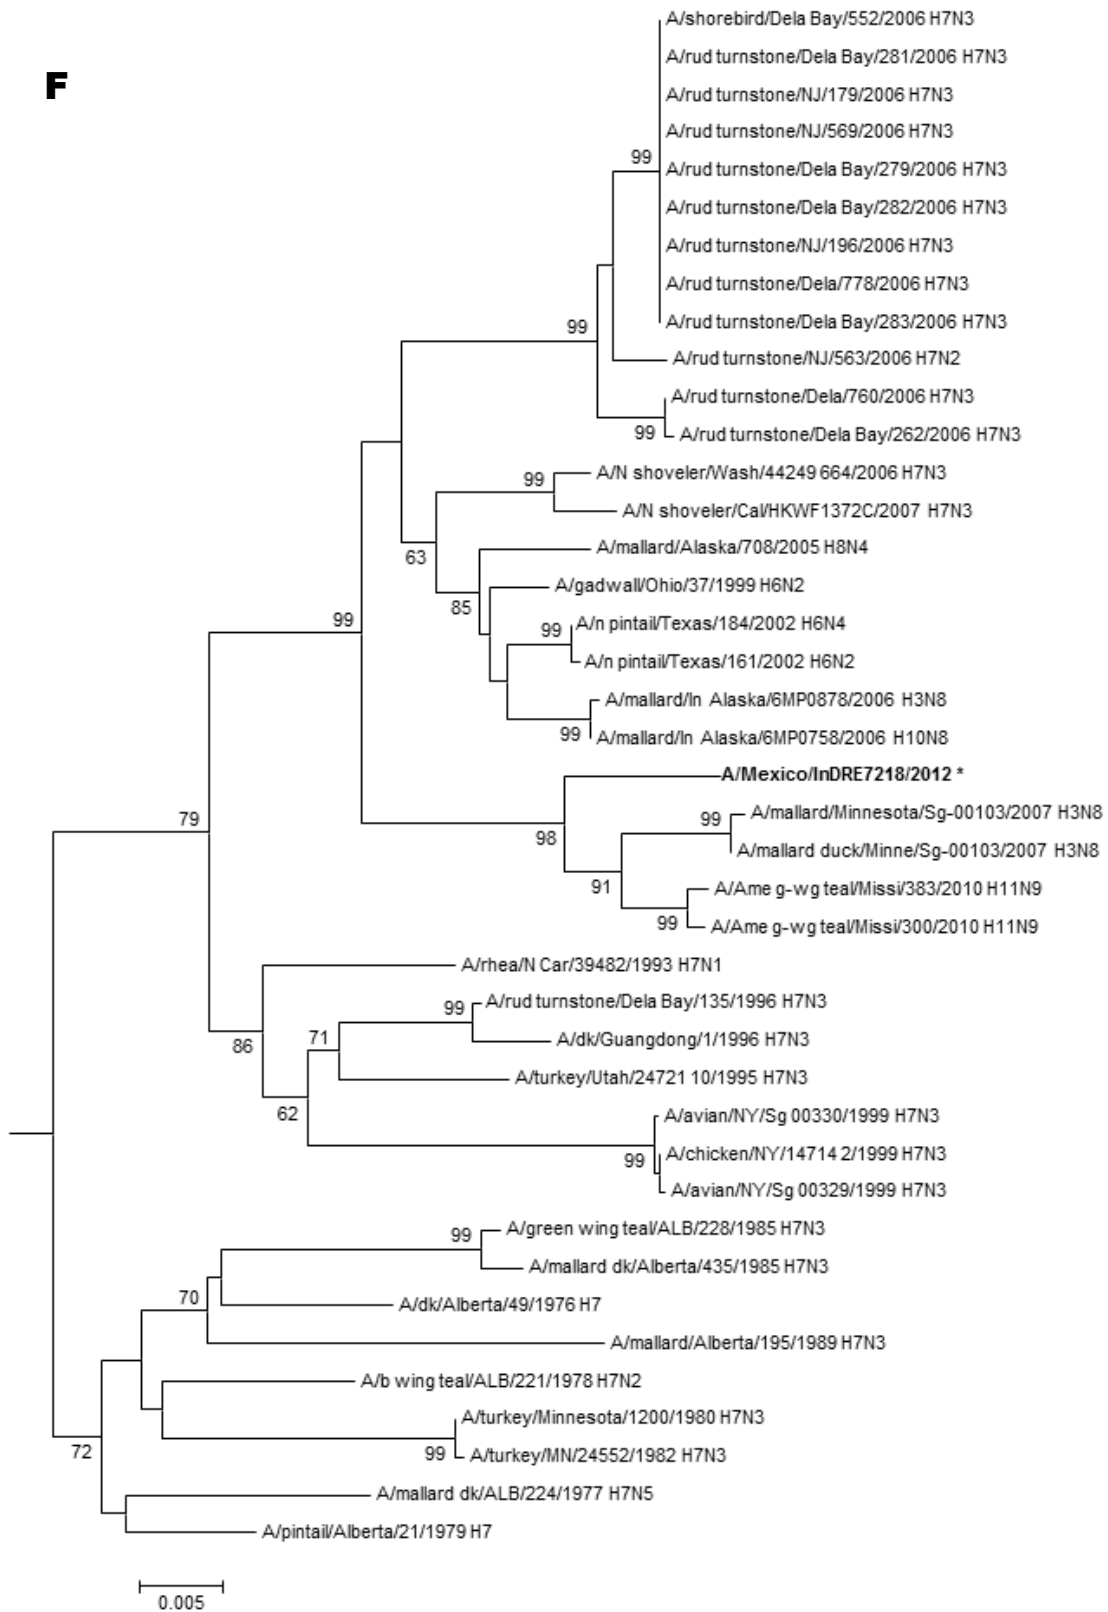 F
A/shorebird/Dela Bay/552/2006 H7N3
A/rud turnstone/Dela Bay/281/2006 H7N3
A/rud turnstone/NJ/179/2006 H7N3
A/rud turnstone/NJ/569/2006 H7N3
99
A/rud turnstone/Dela Bay/279/2006 H7N3
A/rud turnstone/Dela Bay/282/2006 H7N3
A/rud turnstone/NJ/196/2006 H7N3
A/rud turnstone/Dela/778/2006 H7N3
A/rud turnstone/Dela Bay/283/2006 H7N3
99
A/rud turnstone/NJ/563/2006 H7N2
A/rud turnstone/Dela/760/2006 H7N3
99
A/rud turnstone/Dela Bay/262/2006 H7N3
A/N shoveler/Wash/44249 664/2006 H7N3
99
A/N shoveler/Cal/HKWF1372C/2007 H7N3
63
A/mallard/Alaska/708/2005 H8N4
A/gadwall/Ohio/37/1999 H6N2
85
A/n pintail/Texas/184/2002 H6N4
99
99
A/n pintail/Texas/161/2002 H6N2
A/mallard/In Alaska/6MP0878/2006 H3N8
99
A/mallard/In Alaska/6MP0758/2006 H10N8
A/Mexico/InDRE7218/2012 *
A/mallard/Minnesota/Sg-00103/2007 H3N8
79
99
98
A/mallard duck/Minne/Sg-00103/2007 H3N8
91
A/Ame g-wg teal/Missi/383/2010 H11N9
99
A/Ame g-wg teal/Missi/300/2010 H11N9
A/rhea/N Car/39482/1993 H7N1
A/rud turnstone/Dela Bay/135/1996 H7N3
99
86
71
A/dk/Guangdong/1/1996 H7N3
A/turkey/Utah/24721 10/1995 H7N3
62
A/avian/NY/Sg 00330/1999 H7N3
A/chicken/NY/14714 2/1999 H7N3
99
A/avian/NY/Sg 00329/1999 H7N3
A/green wing teal/ALB/228/1985 H7N3
99
A/mallard dk/Alberta/435/1985 H7N3
70
A/dk/Alberta/49/1976 H7
A/mallard/Alberta/195/1989 H7N3
A/b wing teal/ALB/221/1978 H7N2
A/turkey/Minnesota/1200/1980 H7N3
72
99
A/turkey/MN/24552/1982 H7N3
A/mallard dk/ALB/224/1977 H7N5
A/pintail/Alberta/21/1979 H7
0.005